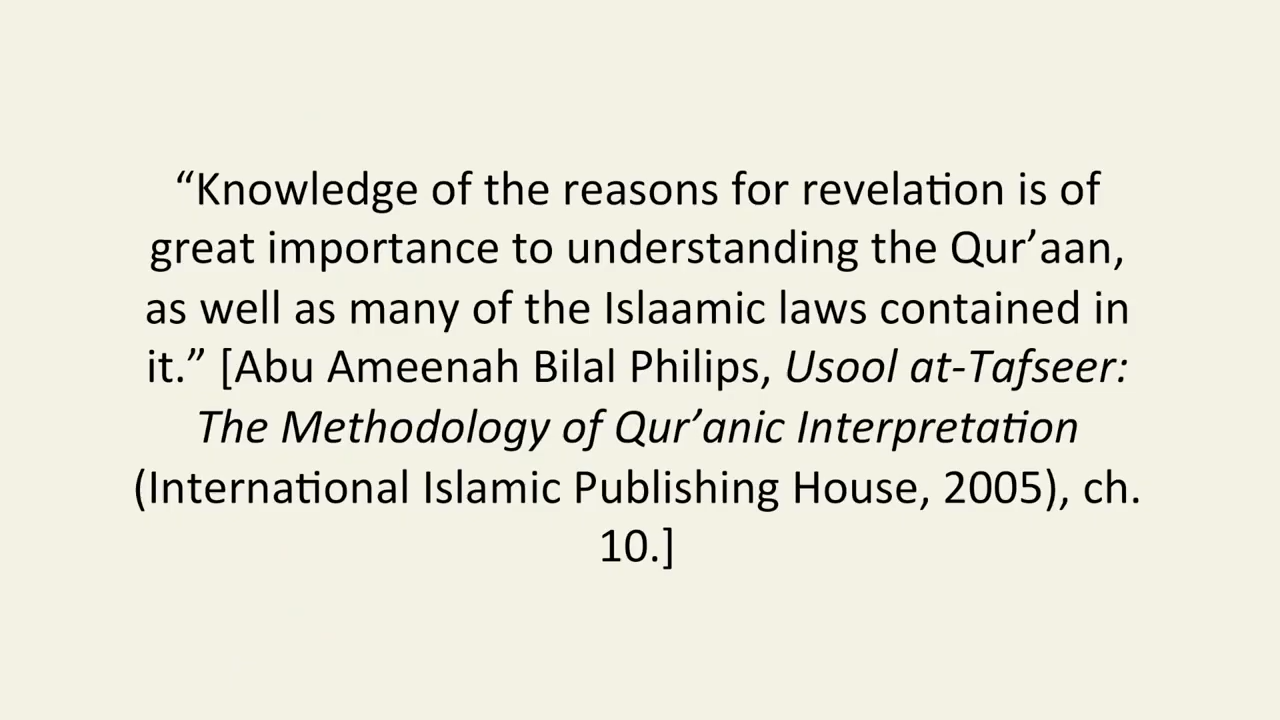 “Knowledge of the reasons for revelation is of
great importance to understanding the Qur’aan,
as well as many of the Islaamic laws contained in
it.” [Abu Ameenah Bilal Philips, Usool at-Tafseer:
The Methodology of Qur’anic Interpretation
(International Islamic Publishing House, 2005), ch.
10.]